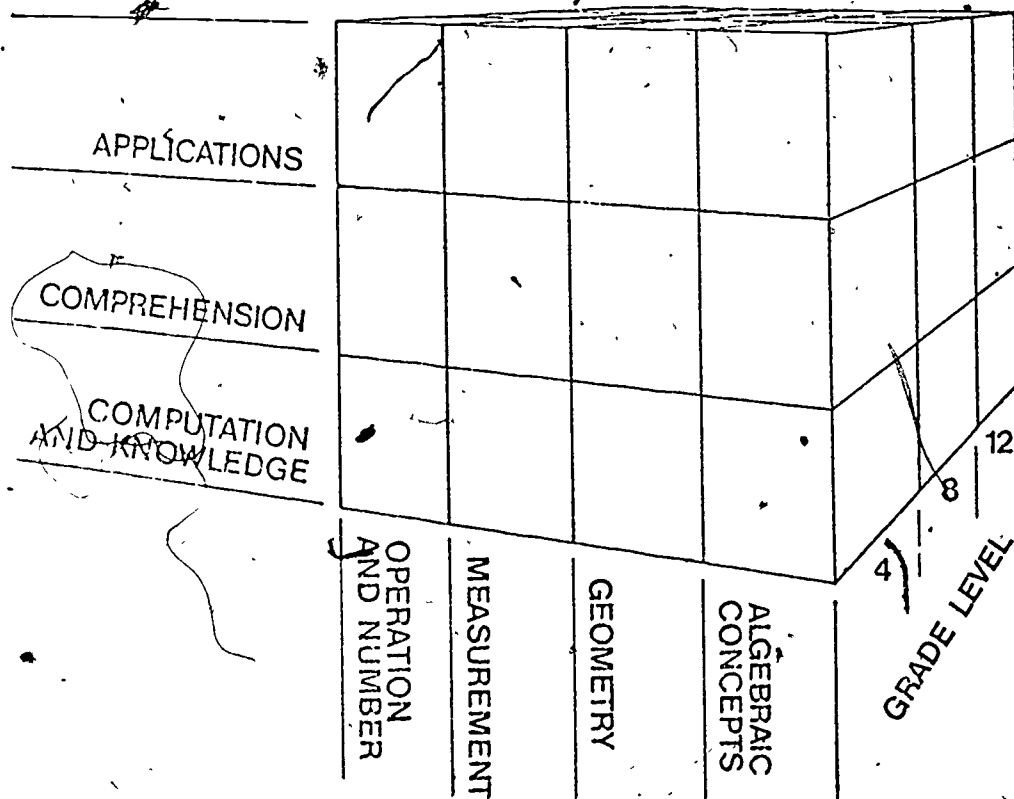 APPLICATIONS
COMPREHENSION
COMPUTATION
AND KNOWLEDGE
OPERATION
AND NUMBER
MEASUREMENT
GEOMETRY
ALGEBRAIC
CONCEPTS
4
8
12
GRADE LEVEL